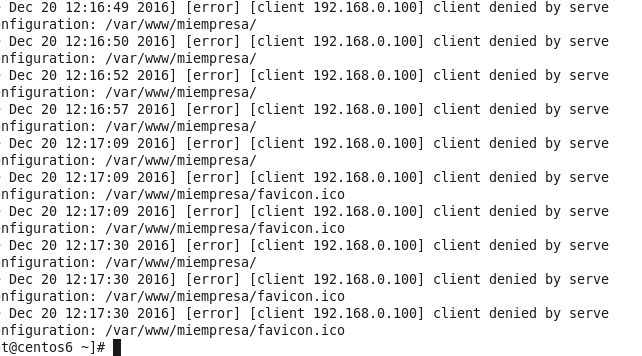 Dec 20 12:16:49 2016] [error] [client 192.168.0.100] client denied by serve
nfiguration: /var/www/miempresa/
Dec 20 12:16:50 2016] [error] [client 192.168.0.100] client denied by serve
nfiguration: /var/www/miempresa/
Dec 20 12:16:52 2016] [error] [client 192.168.0.100] client denied by serve
nfiguration: /var/www/miempresa/
Dec 20 12:16:57 2016] [error] [client 192.168.0.100] client denied by serve
nfiguration: /var/www/miempresa/
Dec 20 12:17:09 2016] [error] [client 192.168.0.100] client denied by serve
nfiguration: /var/www/miempresa/
Dec 20 12:17:09 2016] [error] [client 192.168.0.100] client denied by serve
nfiguration: /var/www/miempresa/favicon.ico
Dec 20 12:17:09 2016] [error] [client 192.168.0.100] client denied by serve
nfiguration: /var/www/miempresa/favicon.ico
Dec 20 12:17:30 2016] [error] [client 192.168.0.100] client denied by serve
nfiguration: /var/www/miempresa/
Dec 20 12:17:30 2016] [error] [client 192.168.0.100] client denied by serve
nfiguration: /var/www/miempresa/favicon.ico
Dec 20 12:17:30 2016] [error] [client 192.168.0.100] client denied by serve
nfiguration: /var/www/miempresa/favicon.ico
t@centos6 ~]#